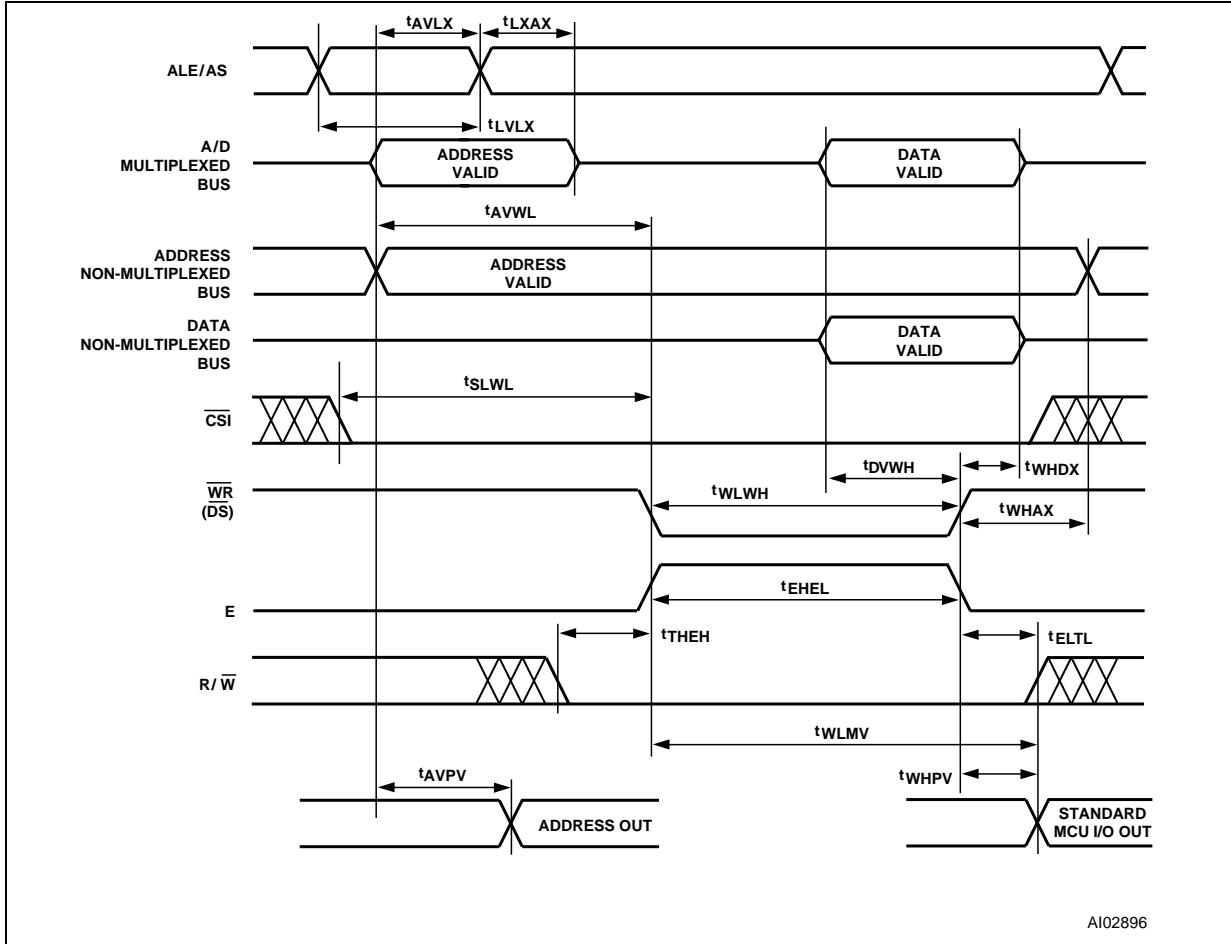 tAVLX
tLXAX
ALE/AS
tLVLX
A/D
MULTIPLEXED
BUS
ADDRESS
VALID
DATA
VALID
tAVWL
ADDRESS
NON-MULTIPLEXED
BUS
ADDRESS
VALID
DATA
NON-MULTIPLEXED
BUS
DATA
VALID
tSLWL
CSI
tDVWH
tWHDX
WR
(DS)
tWLWH
tWHAX
E
tEHEL
tTHEH
tELTL
R/ W
tWLMV
tAVPV
tWHPV
ADDRESS OUT
STANDARD
MCU I/O OUT
AI02896